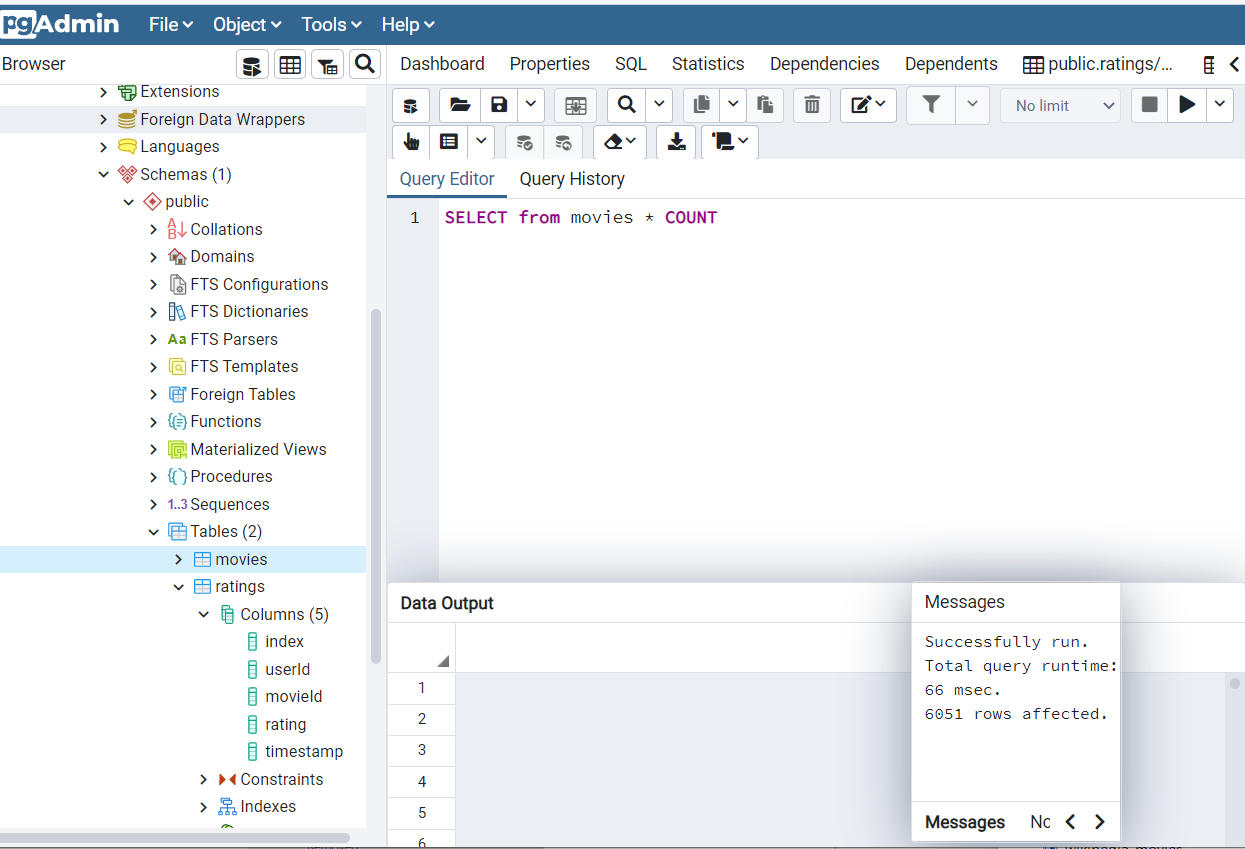 pgAdmin File Object Tools Help
Browser
Dashboard Properties SQL Statistics Dependencies Dependents public.ratings/...
Extensions
Foreign Data Wrappers
Languages
Schemas (1)
public
Collations
Domains
FTS Configurations
FTS Dictionaries
Aa FTS Parsers
FTS Templates
Foreign Tables
Functions
Materialized Views
Procedures
1..3 Sequences
Tables (2)
movies
ratings
Columns (5)
index
userId
movieId
rating
timestamp
Constraints
Indexes
No limit
Query Editor Query History
1 SELECT from movies * COUNT
Data Output
1
2
3
4
5
6
Messages
Successfully run.
Total query runtime:
66 msec.
6051 rows affected.
Messages No